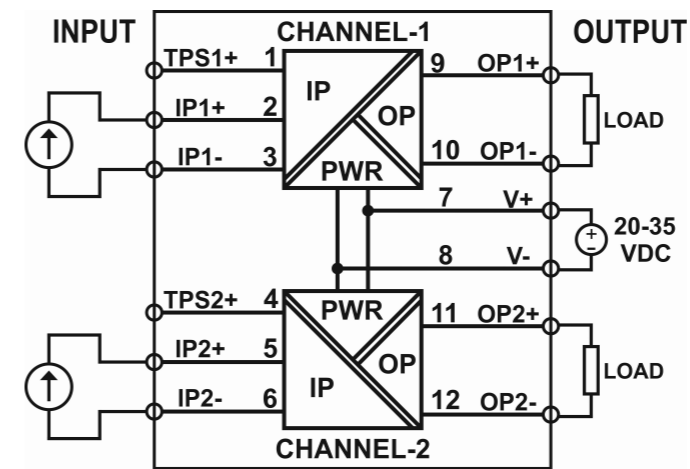 INPUT
CHANNEL-1
OUTPUT
TPS1+ 1
IP1+ 2
IP1- 3
IP
OP
PWR
9 OP1+
10 OP1-
LOAD
7 V+
8 V-
+
-
20-35
VDC
TPS2+ 4
IP2+ 5
IP2- 6
PWR
OP
IP
11 OP2+
12 OP2-
LOAD
CHANNEL-2